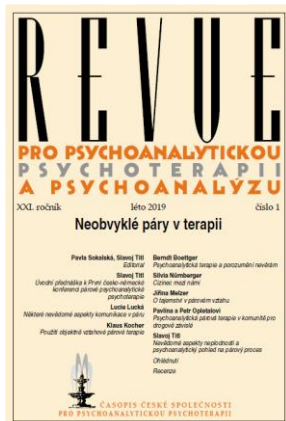 REVUE
PRO PSYCHOANALYTICKOU
PSYCHOTERAPII
A PSYCHOANALÝZU
XXI. ročník léto 2019 číslo 1
Neobvyklé páry v terapii
Pavla Sokalská, Slavoj Titl
Editorial
Slavoj Titl
Úvodní přednáška k První česko-německé
konferenci párové psychoanalytické
psychoterapie
Lucie Lucká
Některé nevědomé aspekty komunikace v páru
Klaus Kocher
Použití objektně vztahové párové terapie
Berndt Boettger
Psychoanalytická terapie a porozumění nevěrám
Silvia Nürnberger
Cizinec mezi námi
Jiřina Melzer
O tajemství v párovém vztahu
Pavlína a Petr Opletalovi
Psychoanalytická párová terapie v komunitě pro
drogově závislé
Slavoj Titl
Nevědomé aspekty neplodnosti a
psychoanalytický pohled na párový proces
Ohlédnutí
Recenze
ČASOPIS ČESKÉ SPOLEČNOSTI
PRO PSYCHOANALYTICKOU PSYCHOTERAPII